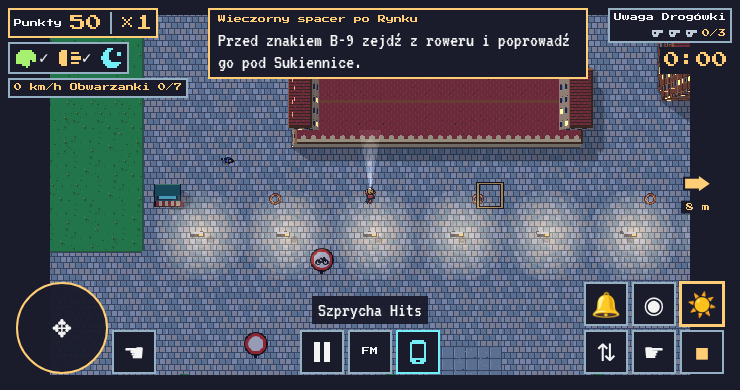 Punkty 50 ×1
Wieczorny spacer po Rynku
Przed znakiem B-9 zejdź z roweru i poprowadź
go pod Sukiennice.
Uwaga Drogówki
0/3
0:00
0 km/h Obwarzanki 0/7
8 m
Szprycha Hits
FM